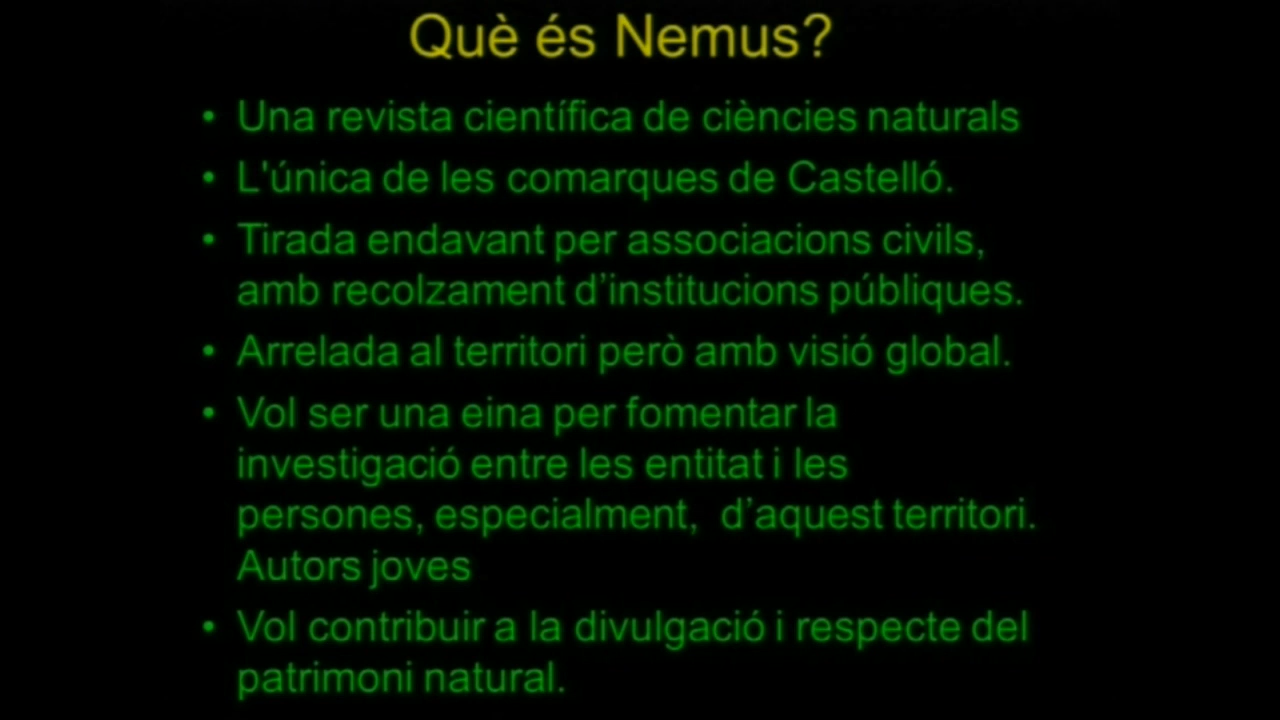 Què és Nemus?
• Una revista científica de ciències naturals
• L'única de les comarques de Castelló.
• Tirada endavant per associacions civils,
amb recolzament d’institucions públiques.
• Arrelada al territori però amb visió global.
• Vol ser una eina per fomentar la
investigació entre les entitat i les
persones, especialment,  d’aquest territori.
Autors joves
• Vol contribuir a la divulgació i respecte del
patrimoni natural.